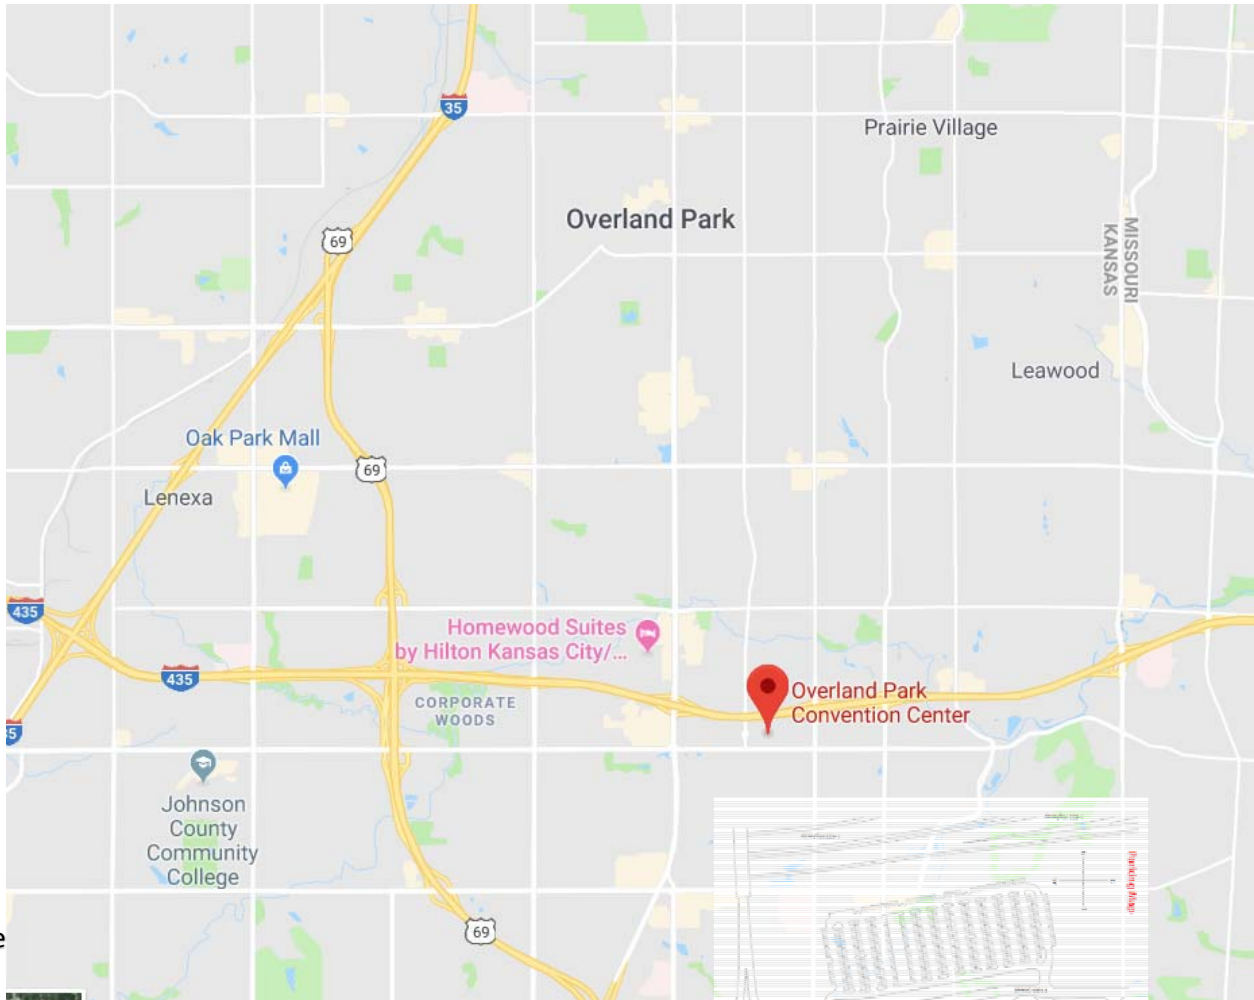 35
Prairie Village
Overland Park
69
MISSOURI
KANSAS
Leawood
Oak Park Mall
69
Lenexa
435
Homewood Suites
by Hilton Kansas City/...
435
CORPORATE
WOODS
Overland Park
Convention Center
Johnson
County
Community
College
Parking Map
69
e